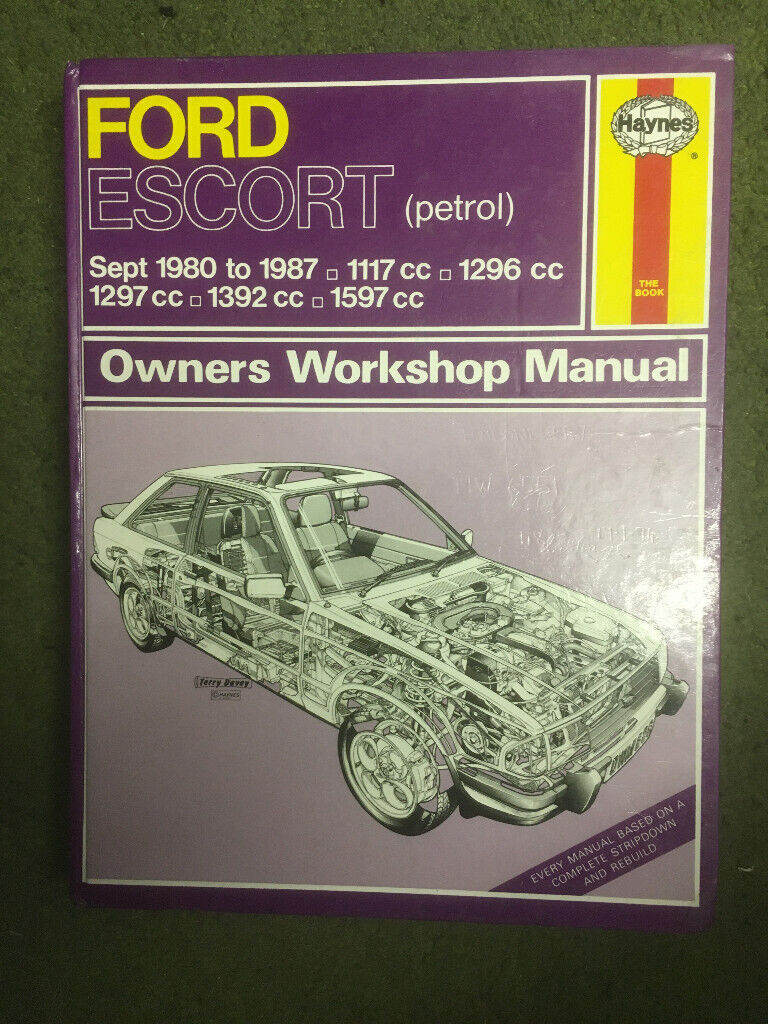 FORD
ESCORT (petrol)
Sept 1980 to 1987 □ 1117 cc □ 1296 cc
1297 cc □ 1392 cc □ 1597 cc
Haynes
®
THE
BOOK
Owners Workshop Manual
Terry Davey
© HAYNES
EVERY MANUAL BASED ON A
COMPLETE STRIPDOWN
AND REBUILD